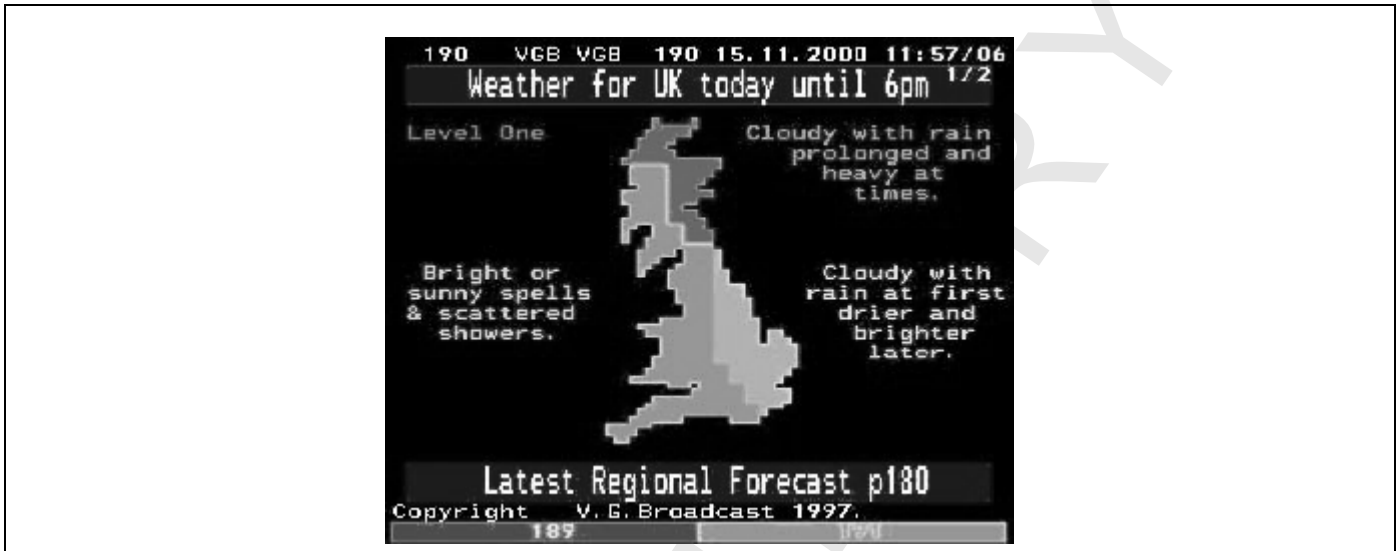 190 VGB VGB 190 15.11.2000 11:57/06
Weather for UK today until 6pm 1/2
Level One
Cloudy with rain
prolonged and
heavy at
times.
Bright or
sunny spells
& scattered
showers.
Cloudy with
rain at first
drier and
brighter
later.
Latest Regional Forecast p180
Copyright V.G.Broadcast 1997.
189